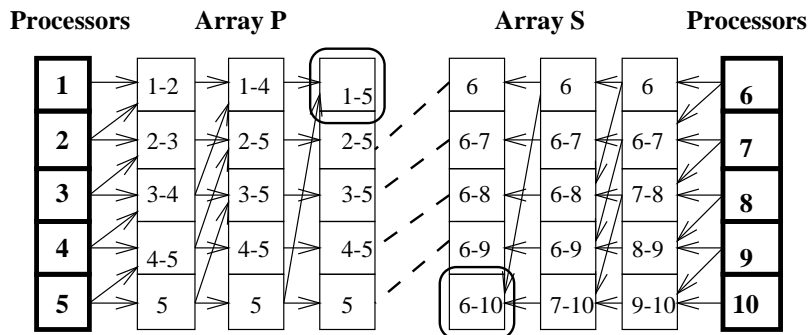 Processors Array P Array S Processors
1 1-2 1-4 1-5 6 6 6 6
2 2-3 2-5 2-5 6-7 6-7 6-7 7
3 3-4 3-5 3-5 6-8 6-8 7-8 8
4 4-5 4-5 4-5 6-9 6-9 8-9 9
5 5 5 5 6-10 7-10 9-10 10